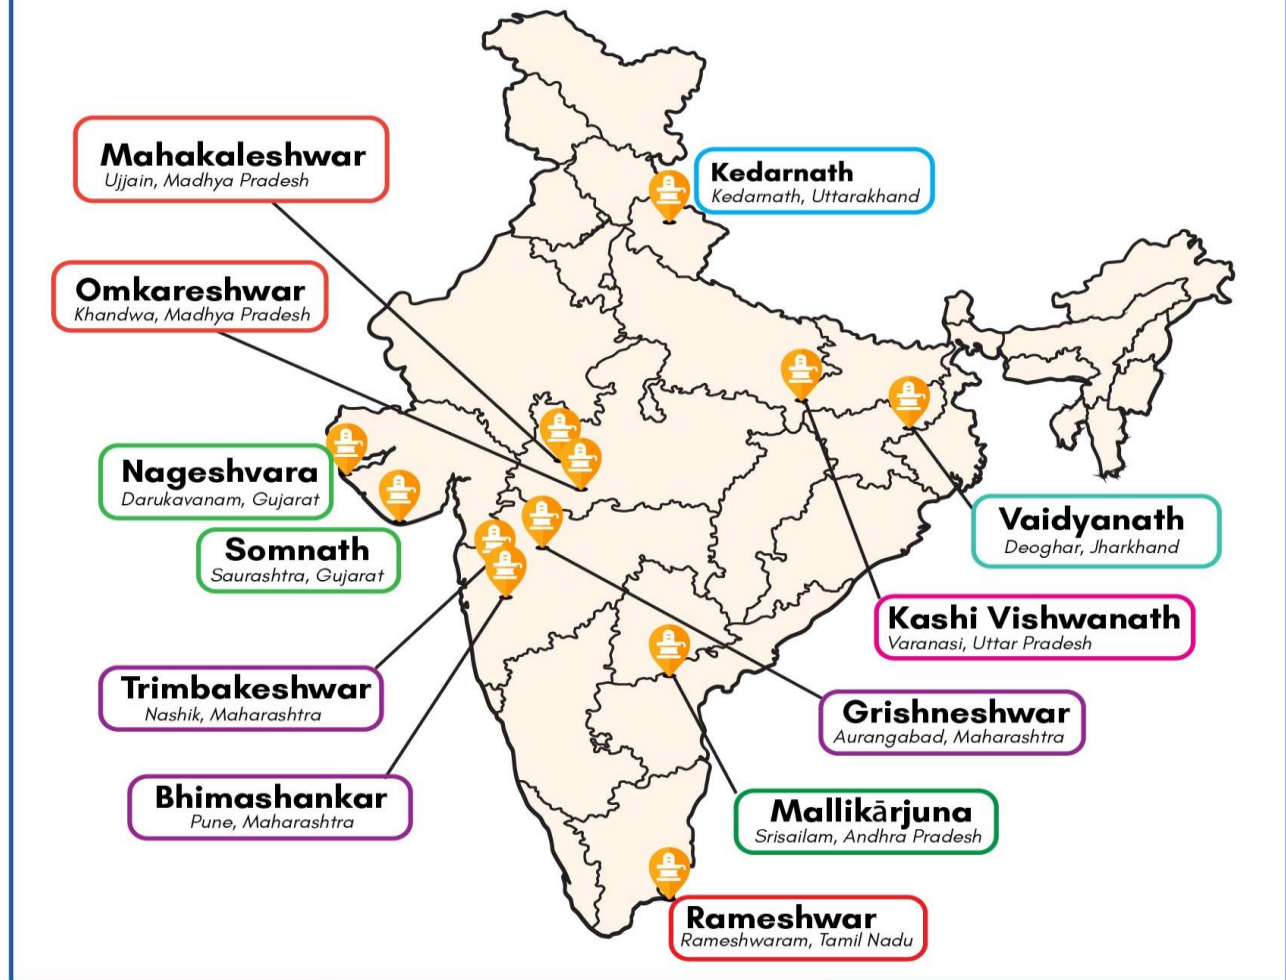 Mahakaleshwar
Ujjain, Madhya Pradesh
Kedarnath
Kedarnath, Uttarakhand
Omkareshwar
Khandwa, Madhya Pradesh
Nageshvara
Darukavanam, Gujarat
Somnath
Saurashtra, Gujarat
Vaidyanath
Deoghar, Jharkhand
Kashi Vishwanath
Varanasi, Uttar Pradesh
Trimbakeshwar
Nashik, Maharashtra
Grishneshwar
Aurangabad, Maharashtra
Bhimashankar
Pune, Maharashtra
Mallikārjuna
Srisailam, Andhra Pradesh
Rameshwar
Rameshwaram, Tamil Nadu